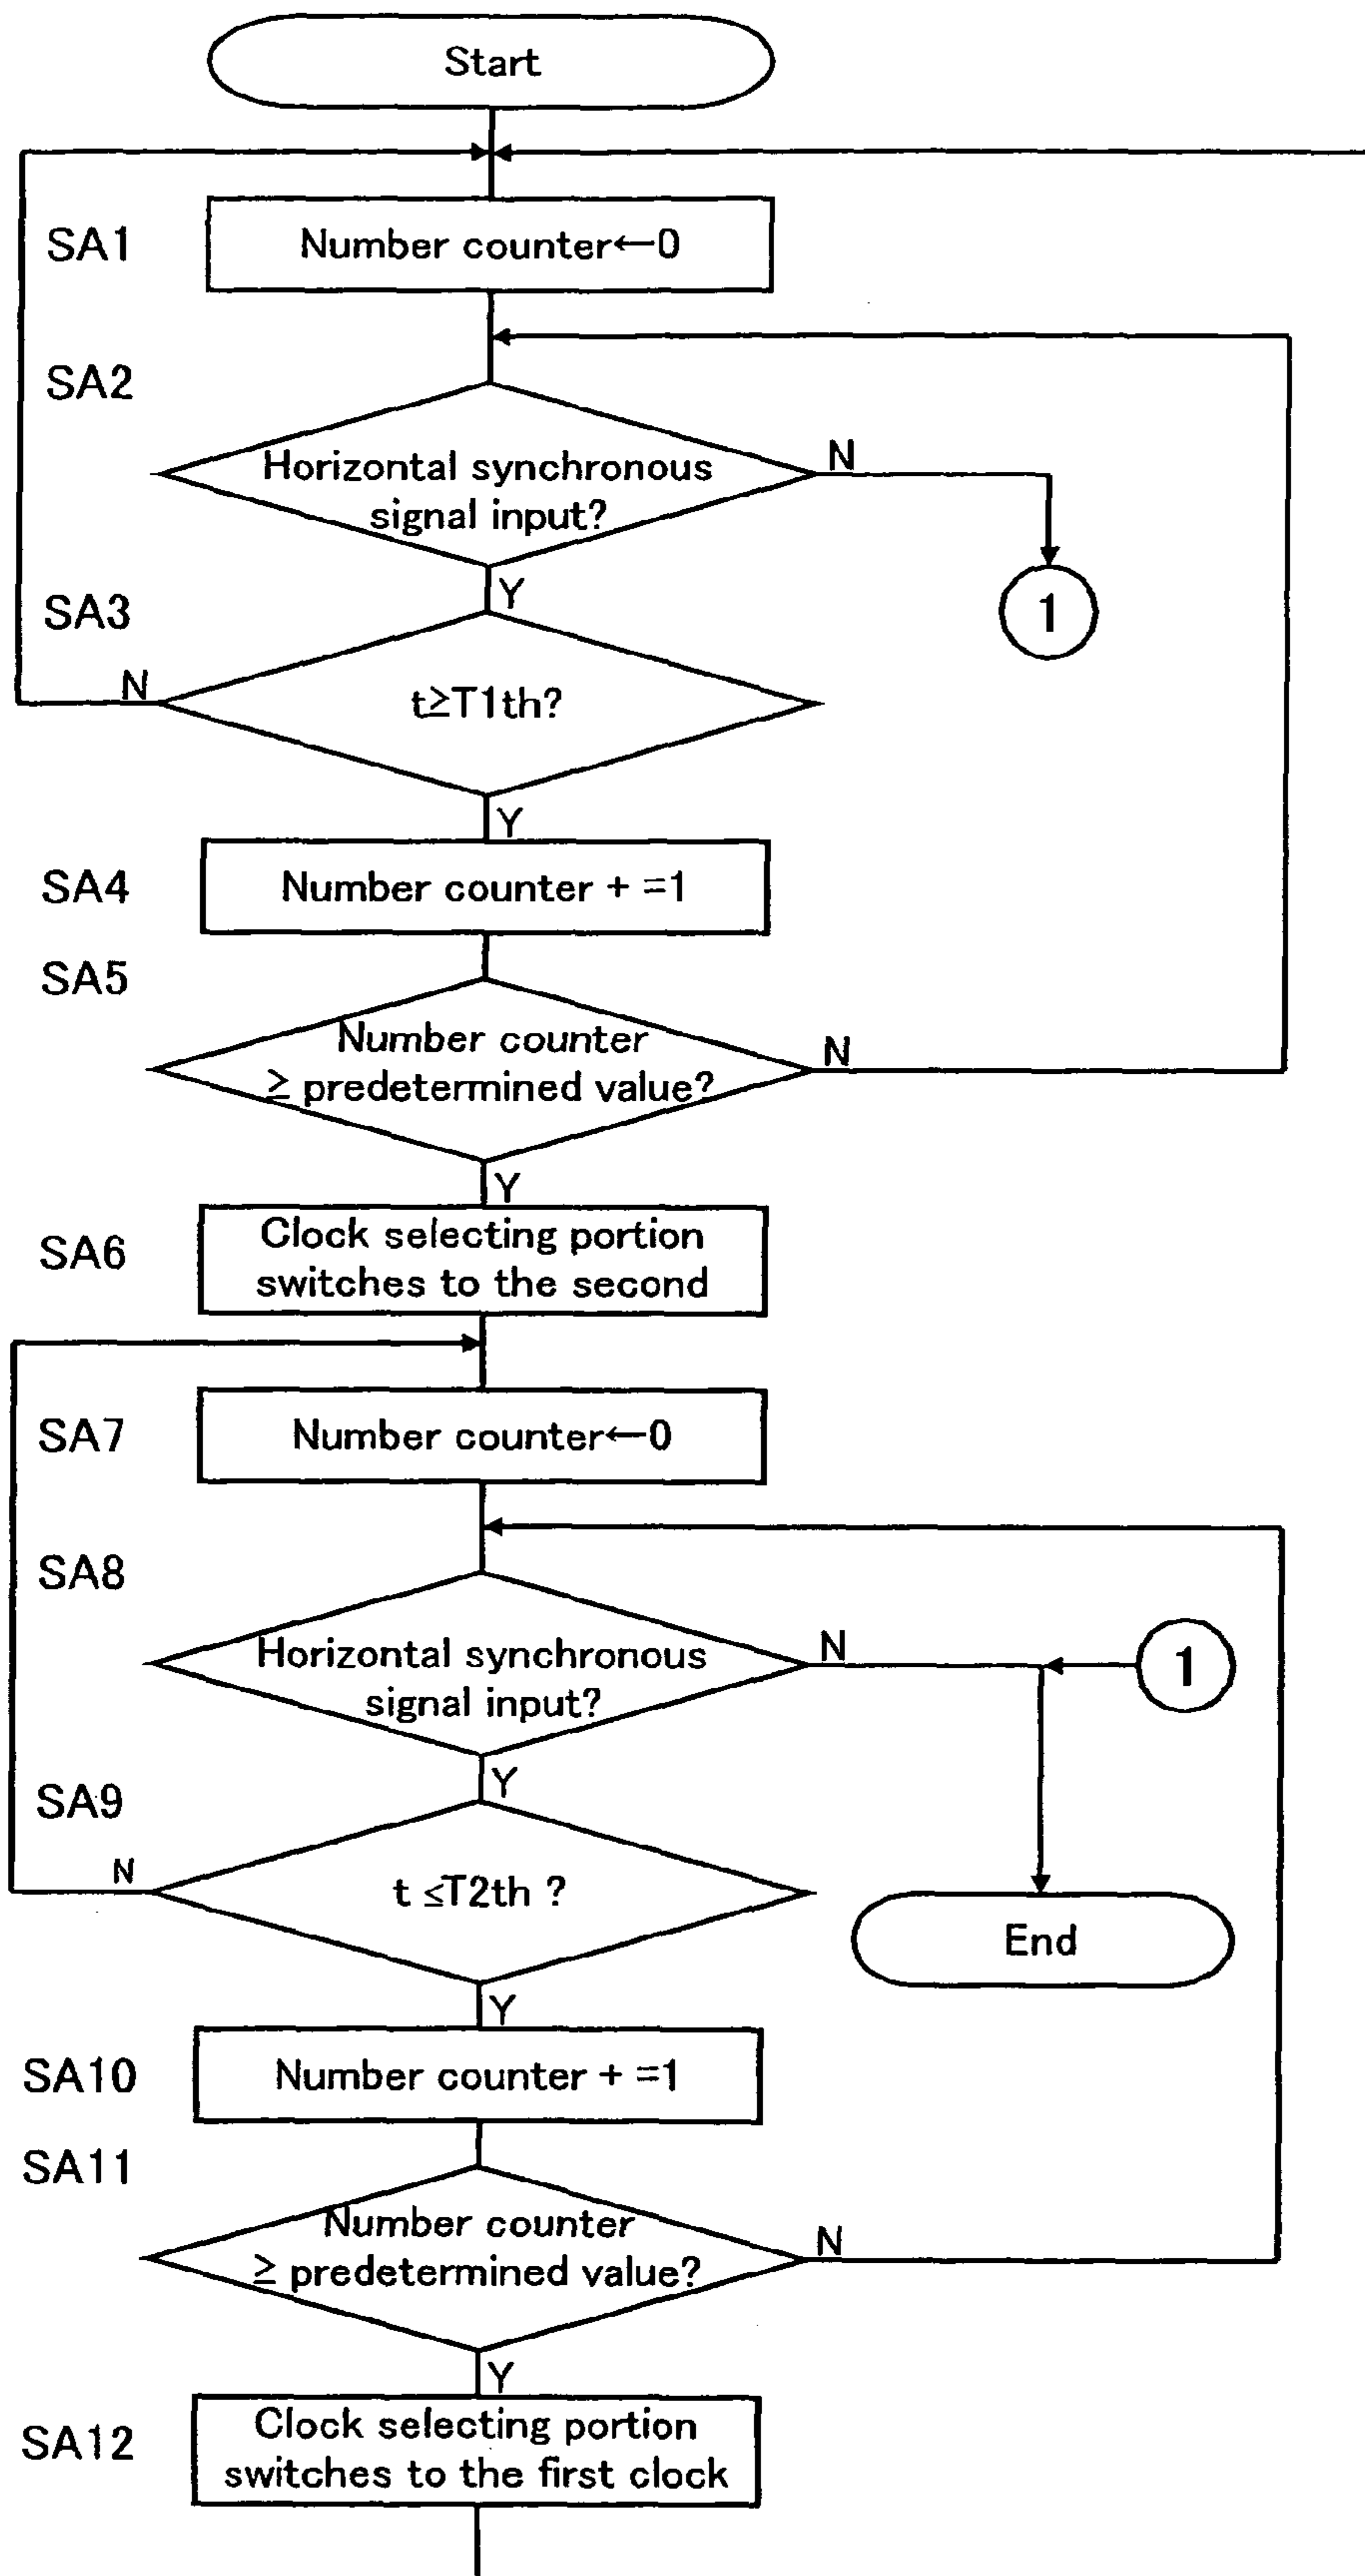 Start
SA1
Number counter←0
SA2
Horizontal synchronous
signal input?
N
Y
1
SA3
N
t≥T1th?
Y
SA4
Number counter + =1
SA5
Number counter
≥ predetermined value?
N
Y
SA6
Clock selecting portion
switches to the second
SA7
Number counter←0
SA8
Horizontal synchronous
signal input?
N
1
Y
SA9
N
t ≤T2th ?
End
Y
SA10
Number counter + =1
SA11
Number counter
≥ predetermined value?
N
Y
SA12
Clock selecting portion
switches to the first clock